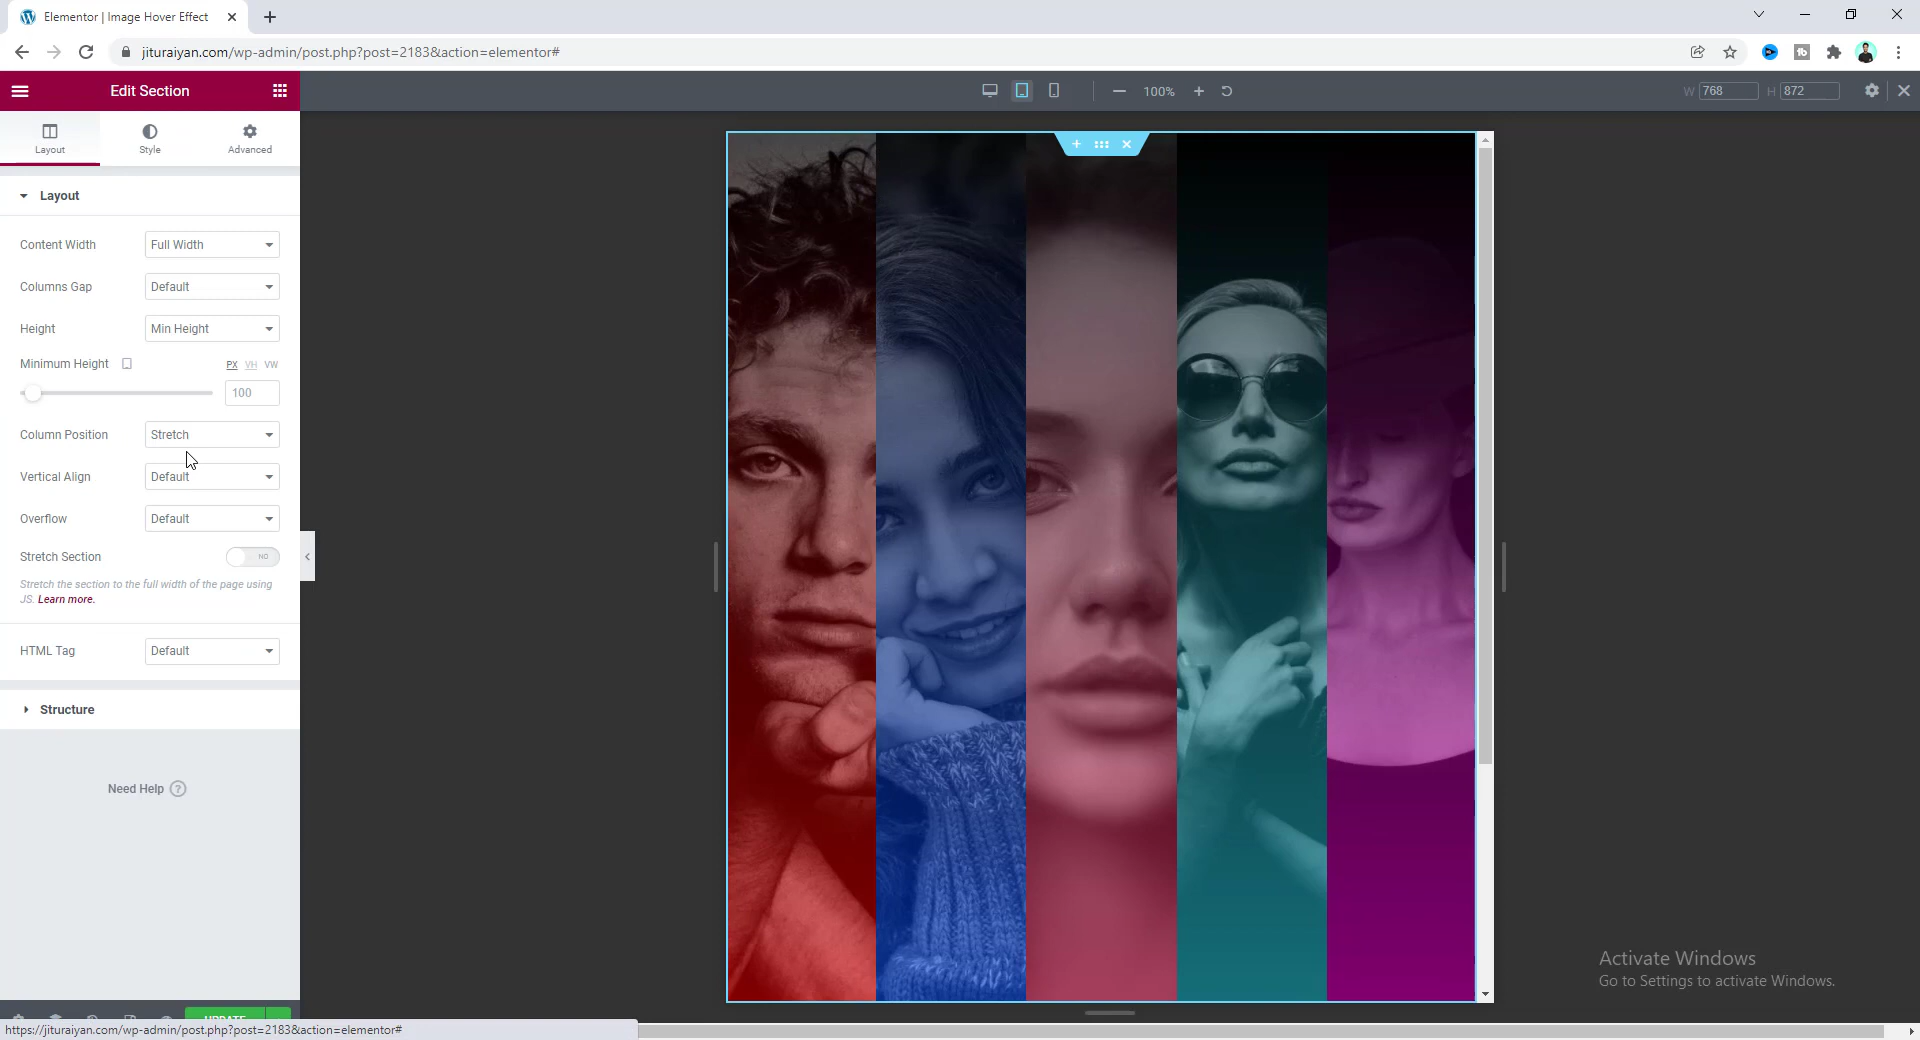 Elementor | Image Hover Effect
jituraiyan.com/wp-admin/post.php?post=2183&action=elementor#
Edit Section
100%
W 768 H 872
Layout Style Advanced
Layout
Content Width Full Width
Columns Gap Default
Height Min Height
Minimum Height PX VH VW
100
Column Position Stretch
Vertical Align Default
Overflow Default
Stretch Section NO
Stretch the section to the full width of the page using
JS. Learn more.
HTML Tag Default
Structure
Need Help ?
UPDATE
Activate Windows
Go to Settings to activate Windows.
https://jituraiyan.com/wp-admin/post.php?post=2183&action=elementor#